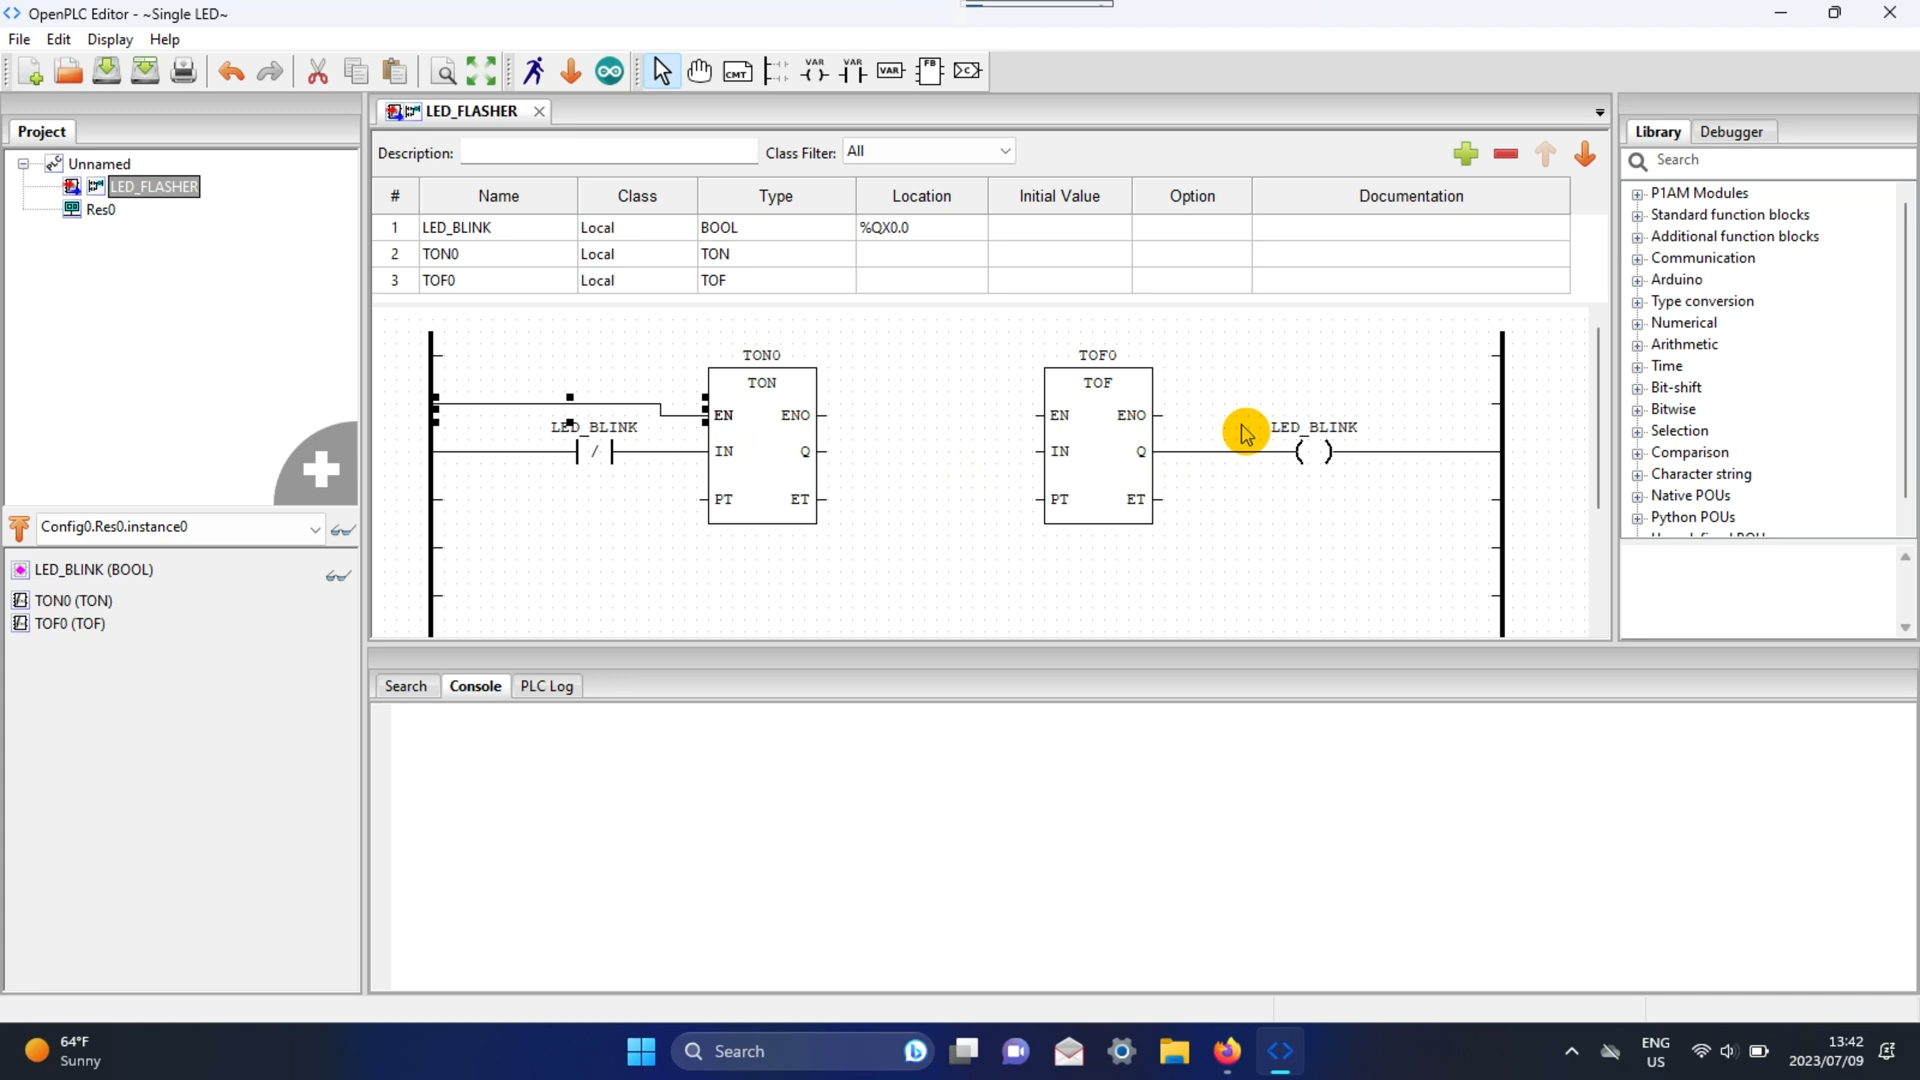 OpenPLC Editor - ~Single LED~
File Edit Display Help
CMT VAR VAR VAR FB >C>
Project
Unnamed
LED_FLASHER
Res0
Config0.Res0.instance0
LED_BLINK (BOOL)
TON0 (TON)
TOF0 (TOF)
LED_FLASHER
Description: Class Filter: All
# Name Class Type Location Initial Value Option Documentation
1 LED_BLINK Local BOOL %QX0.0
2 TON0 Local TON
3 TOF0 Local TOF
TON0
TON
EN ENO
LED_BLINK
/
IN Q
PT ET
TOF0
TOF
EN ENO
LED_BLINK
IN Q
PT ET
Search Console PLC Log
Library Debugger
Search
P1AM Modules
Standard function blocks
Additional function blocks
Communication
Arduino
Type conversion
Numerical
Arithmetic
Time
Bit-shift
Bitwise
Selection
Comparison
Character string
Native POUs
Python POUs
64°F
Sunny
Search
ENG
US
13:42
2023/07/09